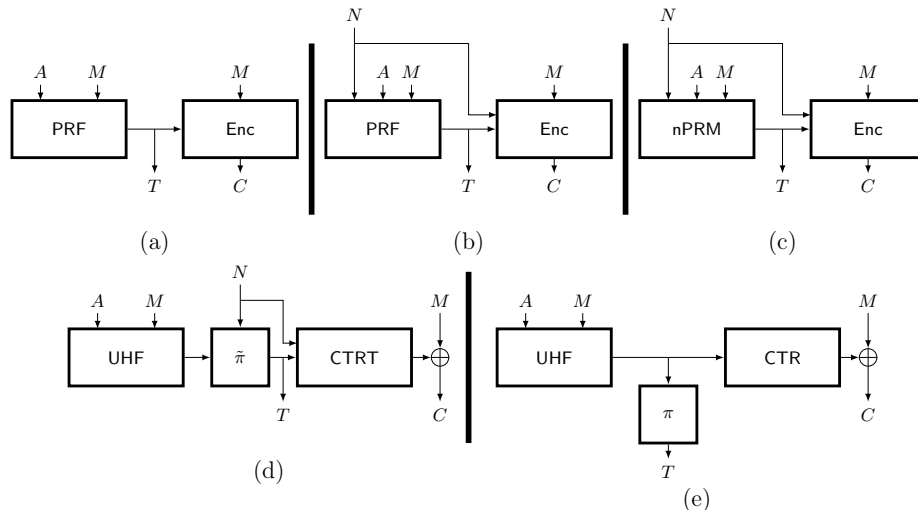 N
N
A M
M
A M
M
A M
M
PRF
Enc
PRF
Enc
nPRM
Enc
T
C
T
C
T
C
(a)
(b)
(c)
N
A M
M
A M
M
UHF
π̃
CTRT
UHF
CTR
T
C
π
C
(d)
T
(e)